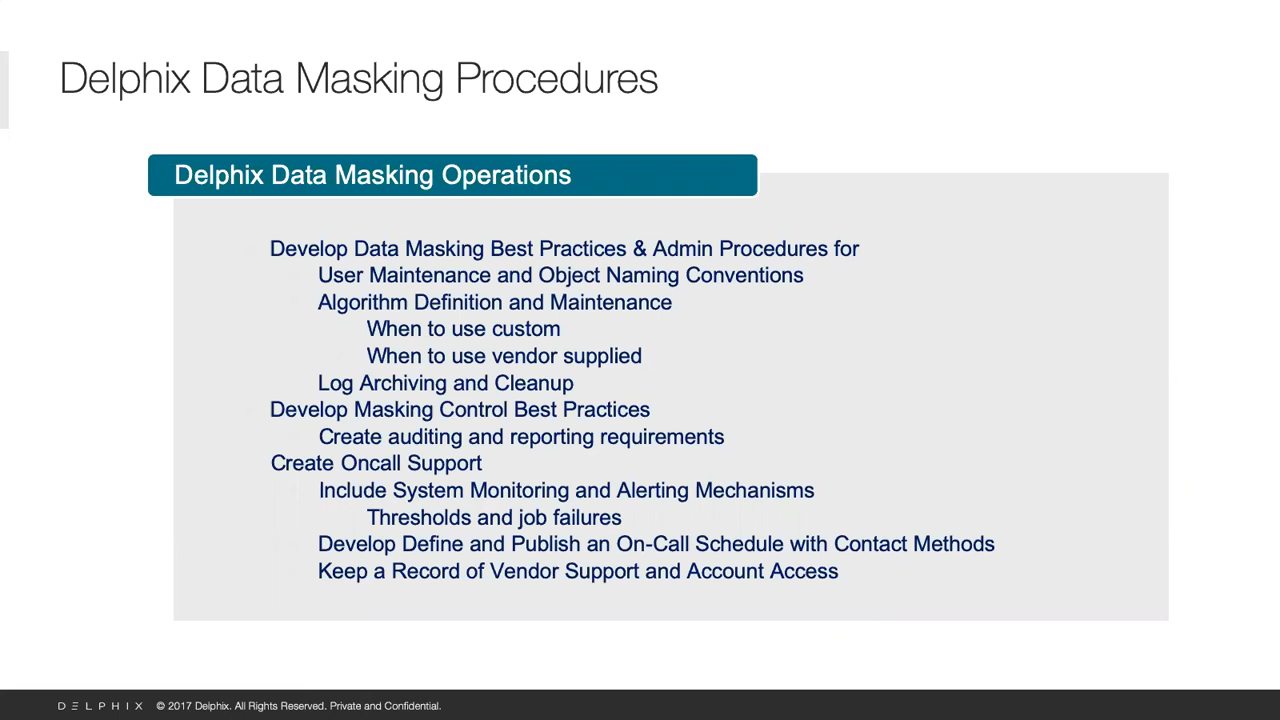 Delphix Data Masking Procedures
Delphix Data Masking Operations
Develop Data Masking Best Practices & Admin Procedures for
User Maintenance and Object Naming Conventions
Algorithm Definition and Maintenance
When to use custom
When to use vendor supplied
Log Archiving and Cleanup
Develop Masking Control Best Practices
Create auditing and reporting requirements
Create Oncall Support
Include System Monitoring and Alerting Mechanisms
Thresholds and job failures
Develop Define and Publish an On-Call Schedule with Contact Methods
Keep a Record of Vendor Support and Account Access
DELPHIX © 2017 Delphix. All Rights Reserved. Private and Confidential.